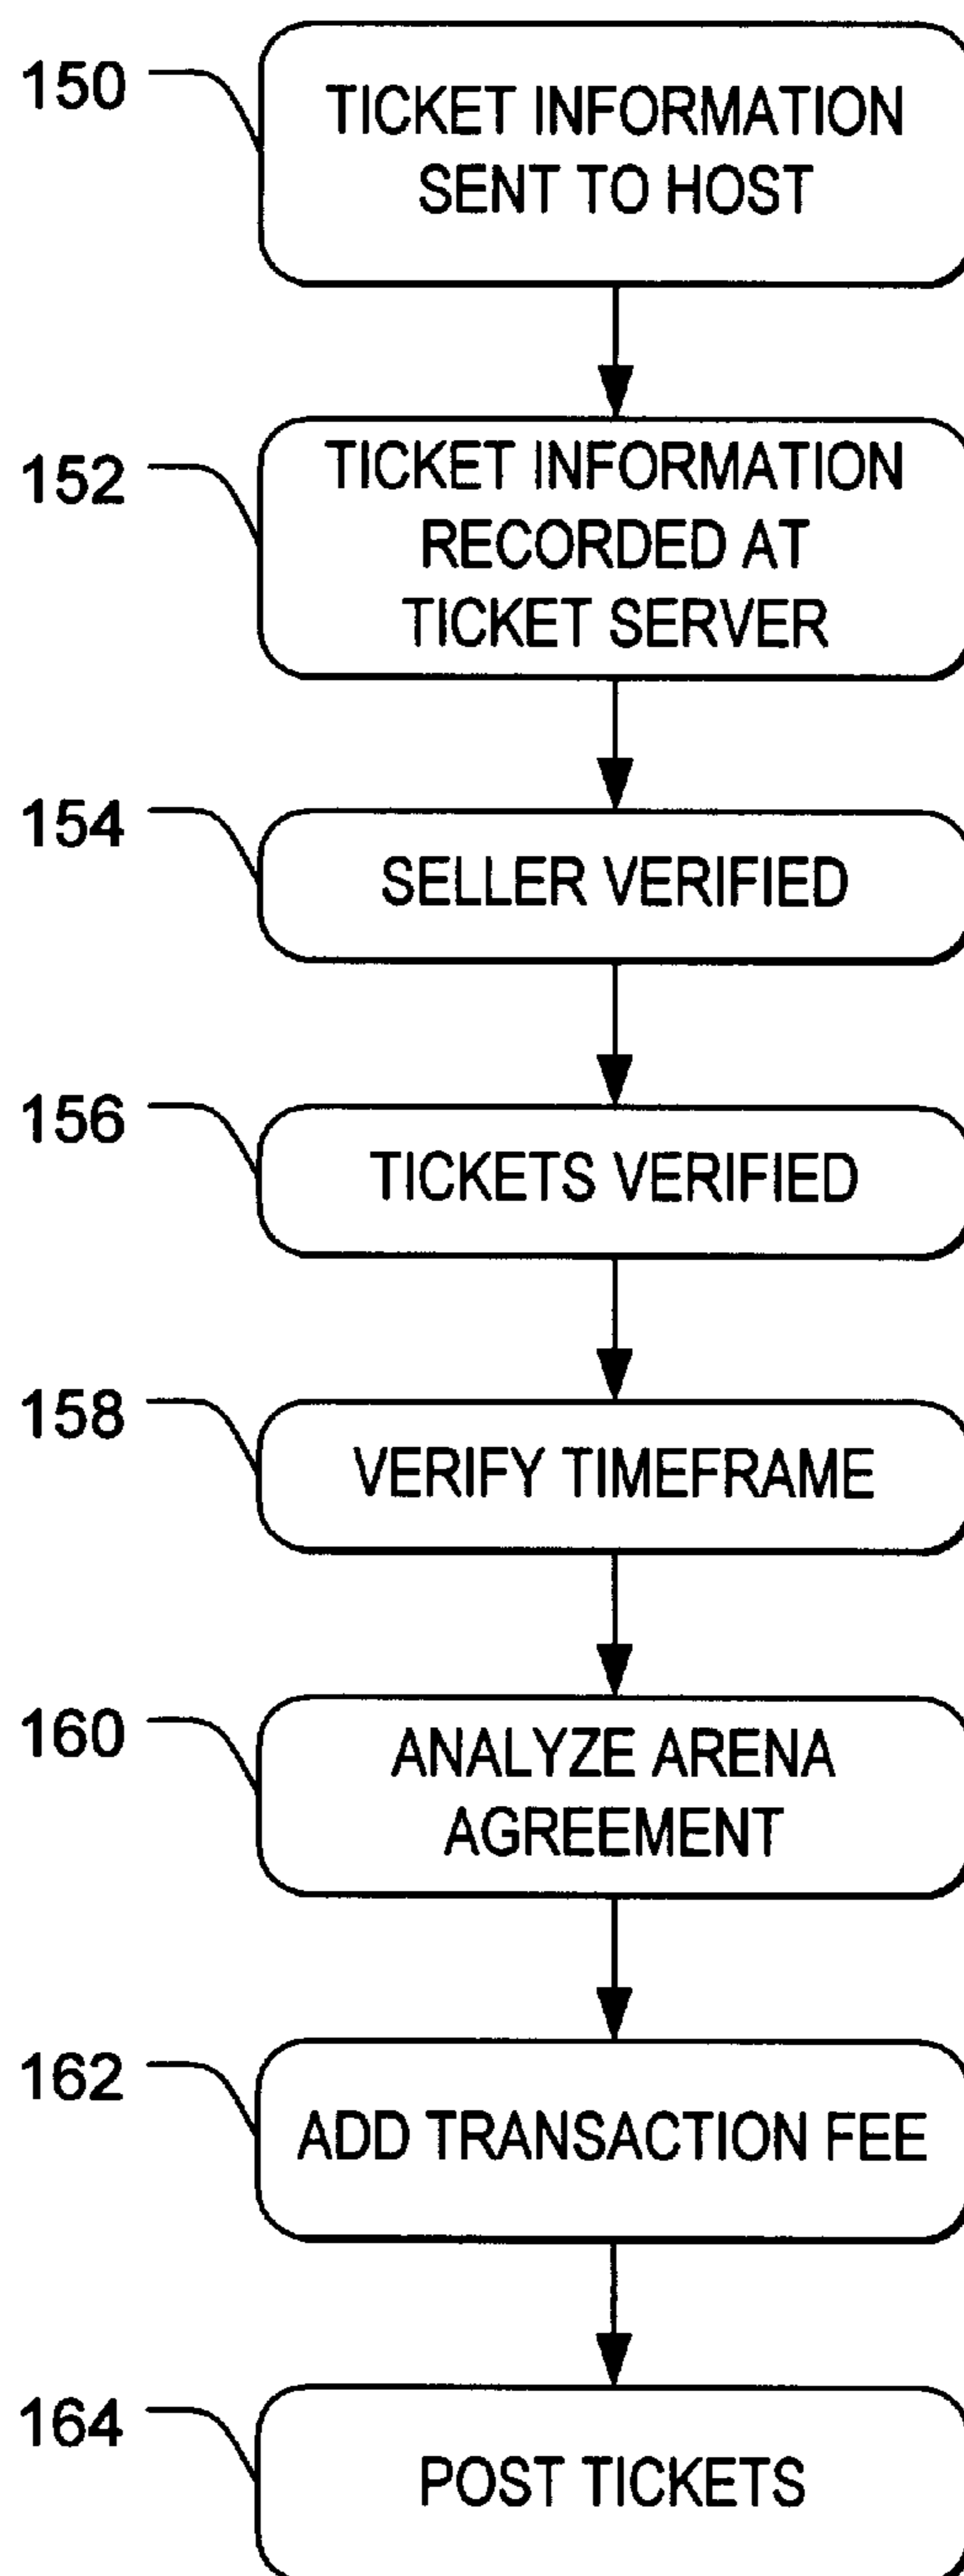 150
TICKET INFORMATION
SENT TO HOST
152
TICKET INFORMATION
RECORDED AT
TICKET SERVER
154
SELLER VERIFIED
156
TICKETS VERIFIED
158
VERIFY TIMEFRAME
160
ANALYZE ARENA
AGREEMENT
162
ADD TRANSACTION FEE
164
POST TICKETS